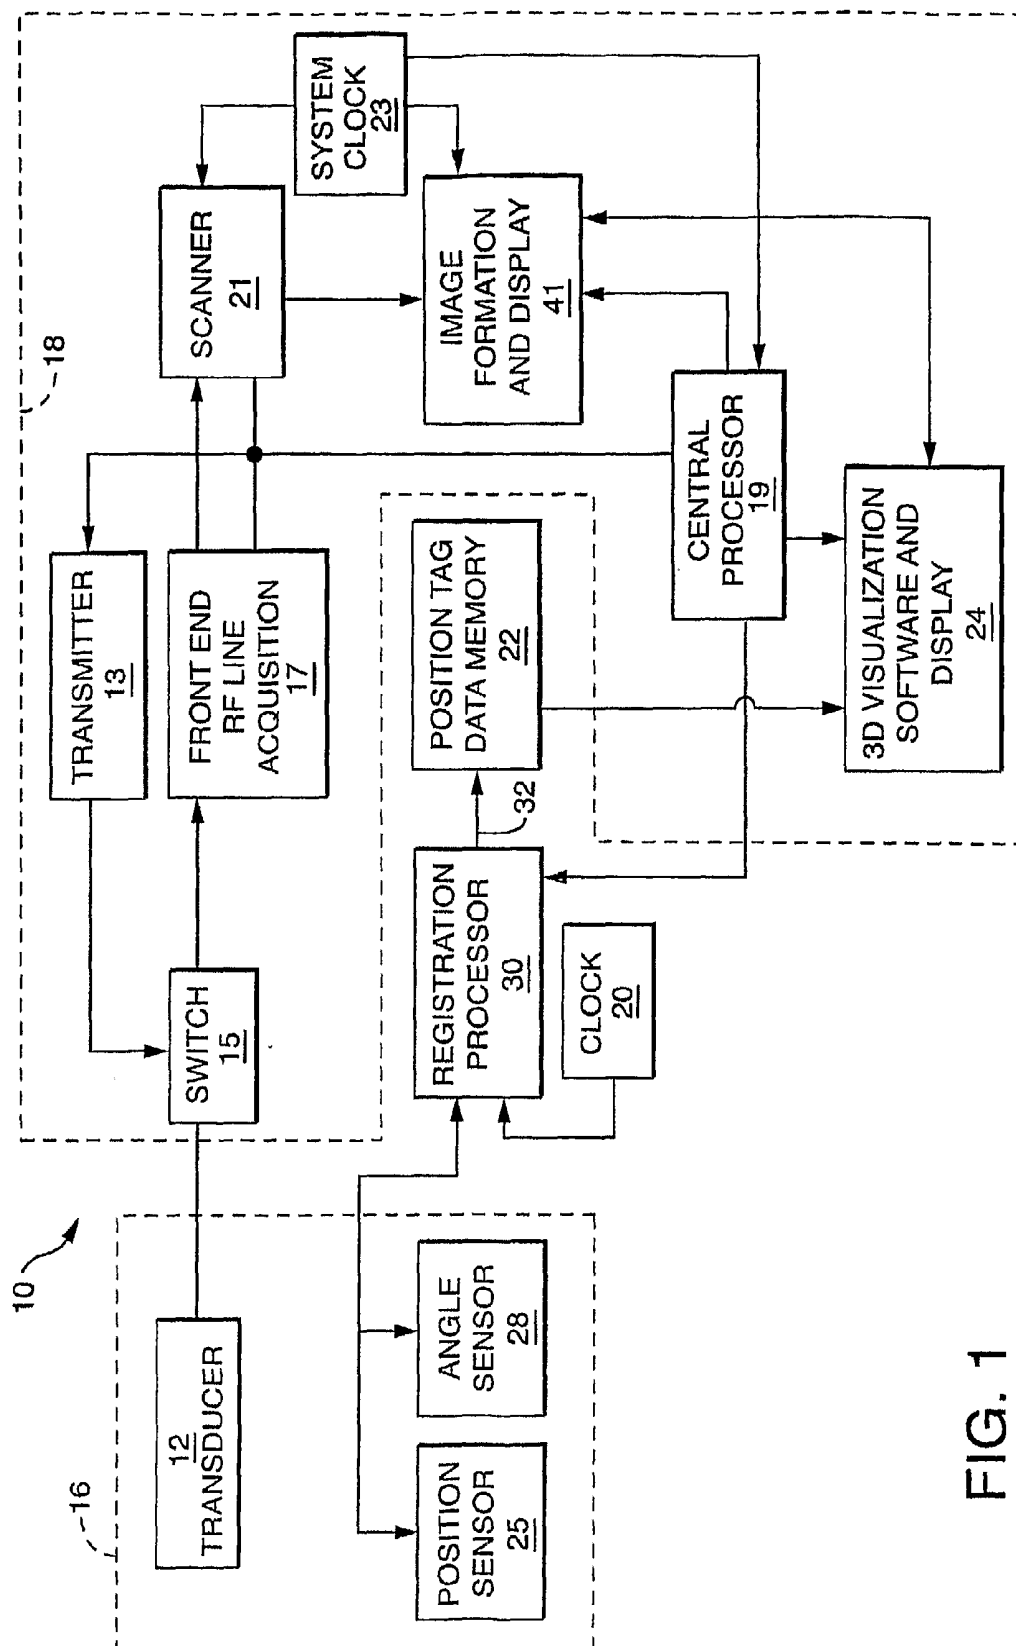 10
16
12
TRANSDUCER
POSITION
SENSOR
25
ANGLE
SENSOR
28
18
SWITCH
15
TRANSMITTER
13
FRONT END
RF LINE
ACQUISITION
17
SCANNER
21
SYSTEM
CLOCK
23
IMAGE
FORMATION
AND DISPLAY
41
REGISTRATION
PROCESSOR
30
32
POSITION TAG
DATA MEMORY
22
CLOCK
20
CENTRAL
PROCESSOR
19
3D VISUALIZATION
SOFTWARE AND
DISPLAY
24
FIG. 1